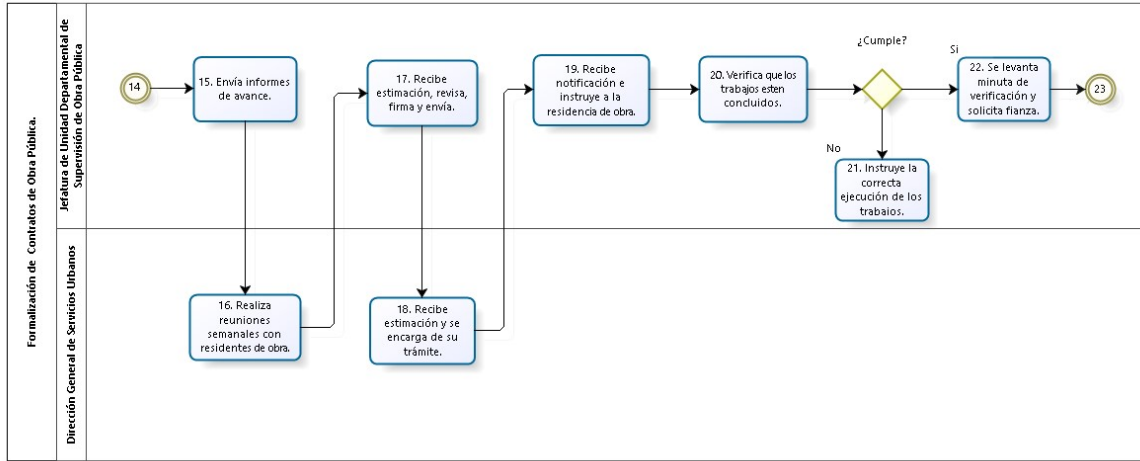 Formalización de Contratos de Obra Pública.
Jefatura de Unidad Departamental de
Supervisión de Obra Pública
14
15. Envía informes
de avance.
17. Recibe
estimación, revisa,
firma y envía.
19. Recibe
notificación e
instruye a la
residencia de obra.
20. Verifica que los
trabajos esten
concluidos.
¿Cumple?
Si
22. Se levanta
minuta de
verificación y
solicita fianza.
23
No
21. Instruye la
correcta
ejecución de los
trabajos.
Dirección General de Servicios Urbanos
16. Realiza
reuniones
semanales con
residentes de obra.
18. Recibe
estimación y se
encarga de su
trámite.